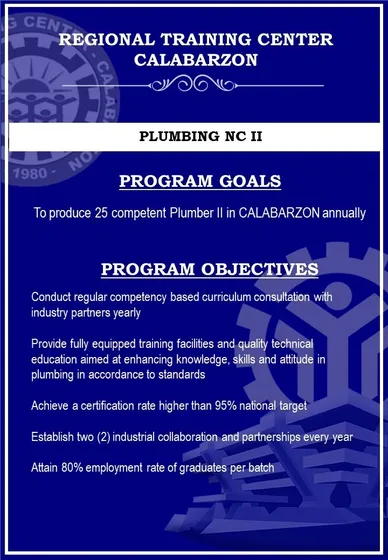 REGIONAL TRAINING CENTER
CALABARZON
NG CENTER - CALABARZON
1980 -
PLUMBING NC II
PROGRAM GOALS
To produce 25 competent Plumber II in CALABARZON annually
PROGRAM OBJECTIVES
Conduct regular competency based curriculum consultation with
industry partners yearly
Provide fully equipped training facilities and quality technical
education aimed at enhancing knowledge, skills and attitude in
plumbing in accordance to standards
Achieve a certification rate higher than 95% national target
Establish two (2) industrial collaboration and partnerships every year
Attain 80% employment rate of graduates per batch